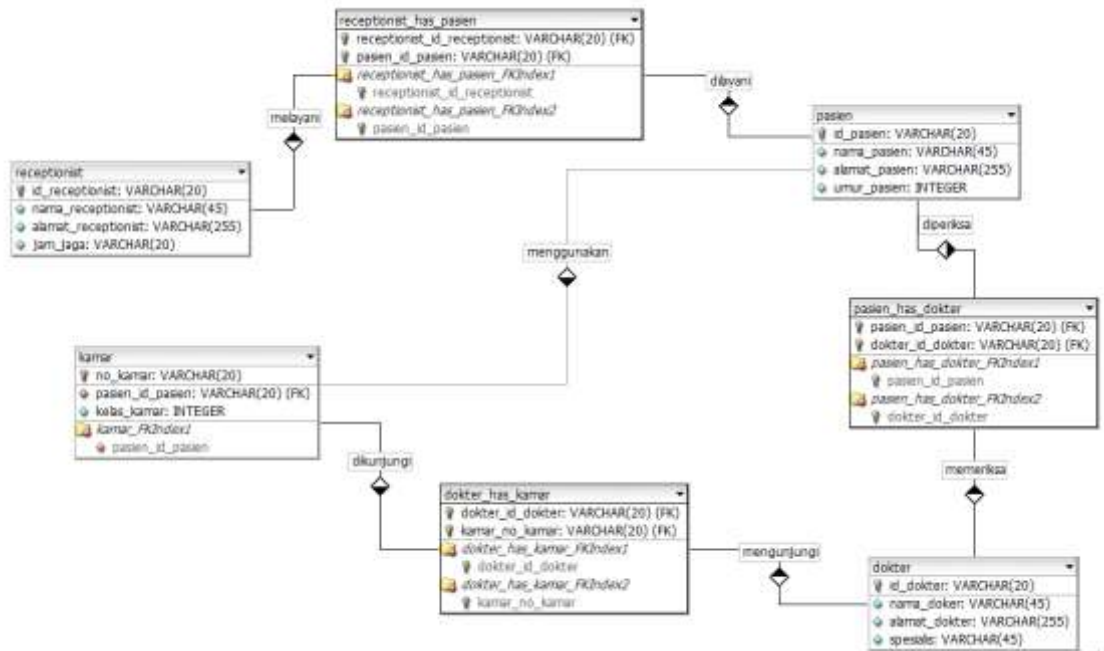 receptionist_has_pasien
receptionist_id_receptionist: VARCHAR(20) (FK)
pasien_id_pasien: VARCHAR(20) (FK)
receptionist_has_pasien_FKIndex1
receptionist_id_receptionist
receptionist_has_pasien_FKIndex2
pasien_id_pasien
melayani
dilayani
receptionist
id_receptionist: VARCHAR(20)
nama_receptionist: VARCHAR(45)
alamat_receptionist: VARCHAR(255)
jam_jaga: VARCHAR(20)
pasien
id_pasien: VARCHAR(20)
nama_pasien: VARCHAR(45)
alamat_pasien: VARCHAR(255)
umur_pasien: INTEGER
menggunakan
diperiksa
pasien_has_dokter
pasien_id_pasien: VARCHAR(20) (FK)
dokter_id_dokter: VARCHAR(20) (FK)
pasien_has_dokter_FKIndex1
pasien_id_pasien
pasien_has_dokter_FKIndex2
dokter_id_dokter
kamar
no_kamar: VARCHAR(20)
pasien_id_pasien: VARCHAR(20) (FK)
kelas_kamar: INTEGER
kamar_FKIndex1
pasien_id_pasien
dikunjungi
memeriksa
dokter_has_kamar
dokter_id_dokter: VARCHAR(20) (FK)
kamar_no_kamar: VARCHAR(20) (FK)
dokter_has_kamar_FKIndex1
dokter_id_dokter
dokter_has_kamar_FKIndex2
kamar_no_kamar
mengunjungi
dokter
id_dokter: VARCHAR(20)
nama_doker: VARCHAR(45)
alamat_dokter: VARCHAR(255)
spesialis: VARCHAR(45)